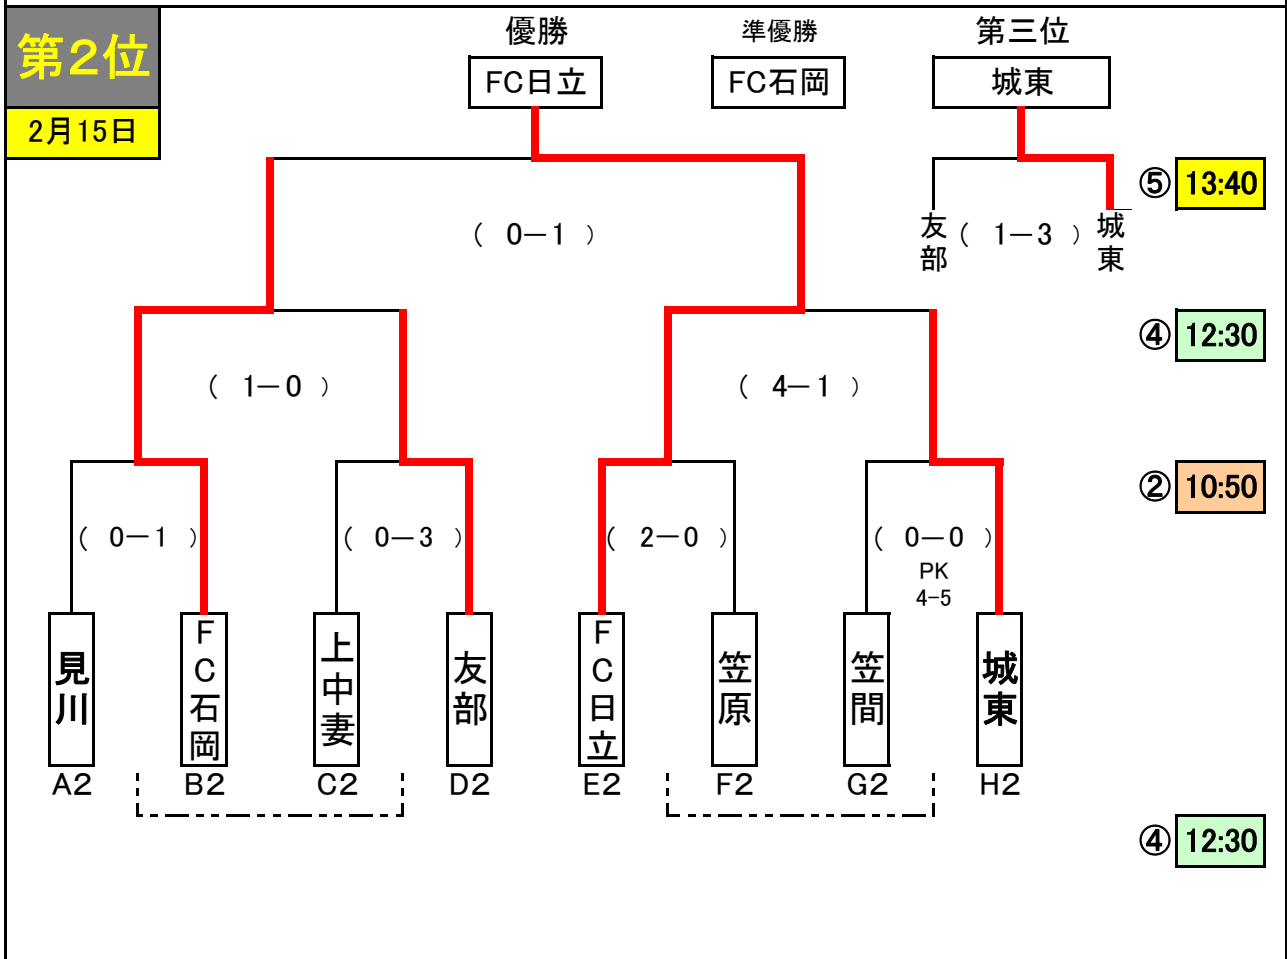 第2位
2月15日
優勝
準優勝
第三位
FC日立
FC石岡
城東
⑤ 13:40
( 0－1 )
友部
( 1－3 )
城東
④ 12:30
( 1－0 )
( 4－1 )
② 10:50
( 0－1 )
( 0－3 )
( 2－0 )
( 0－0 )
PK
4-5
見川
FC石岡
上中妻
友部
FC日立
笠原
笠間
城東
A2
B2
C2
D2
E2
F2
G2
H2
④ 12:30